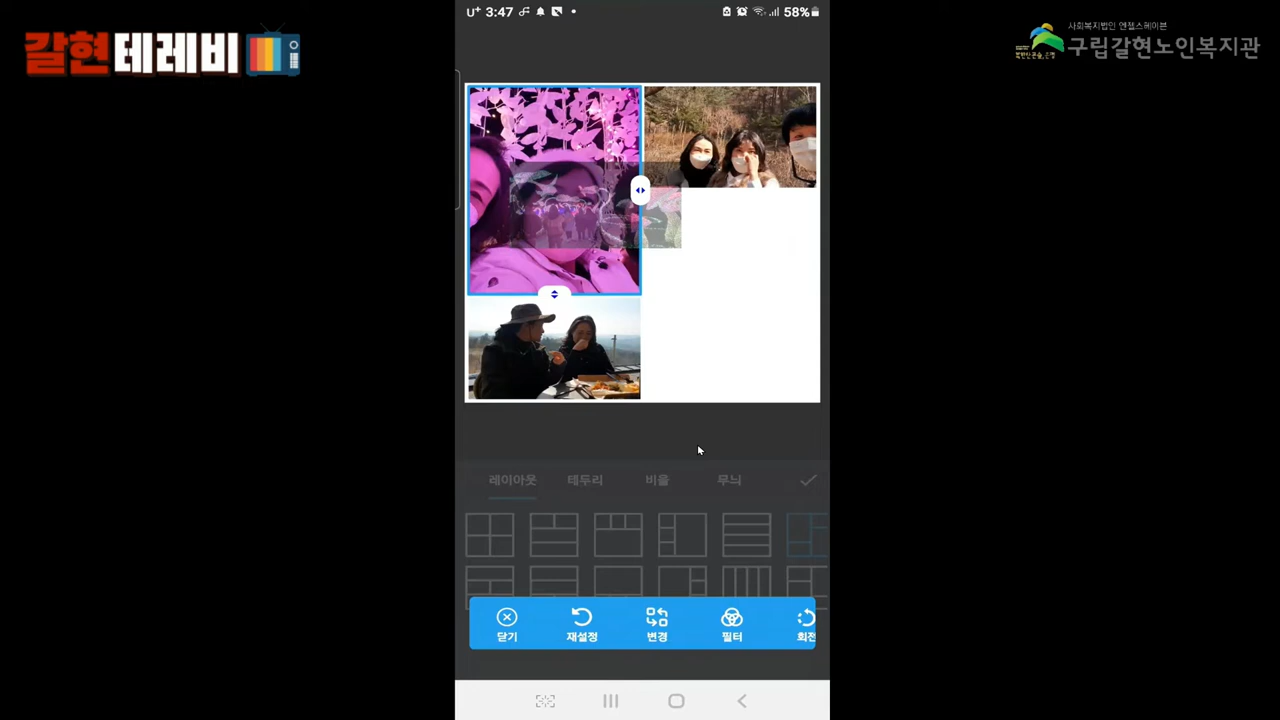 갈현테레비
U+ 3:47
58%
사회복지법인 엔젤스헤이븐
구립갈현노인복지관
레이아웃 테두리 비율 무늬
닫기 재설정 변경 필터 회전